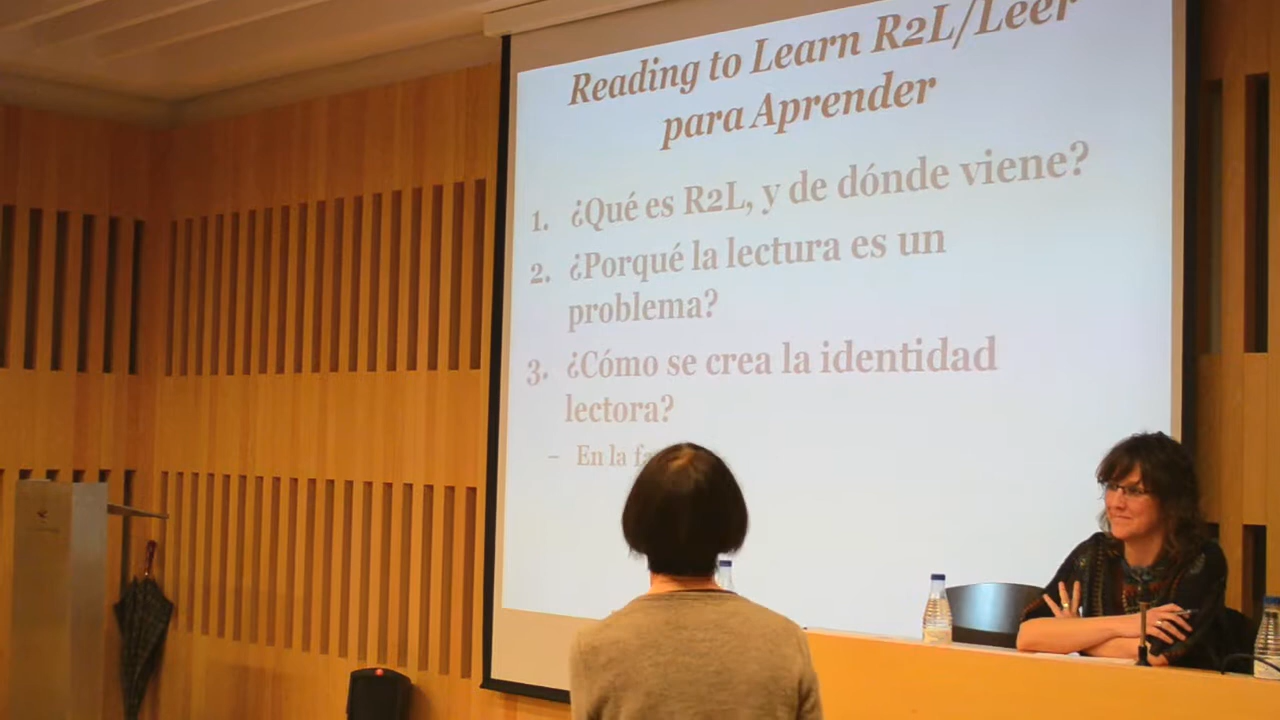 Reading to Learn R2L/Leer
para Aprender
1. ¿Qué es R2L, y de dónde viene?
2. ¿Porqué la lectura es un
problema?
3. ¿Cómo se crea la identidad
lectora?
– En la